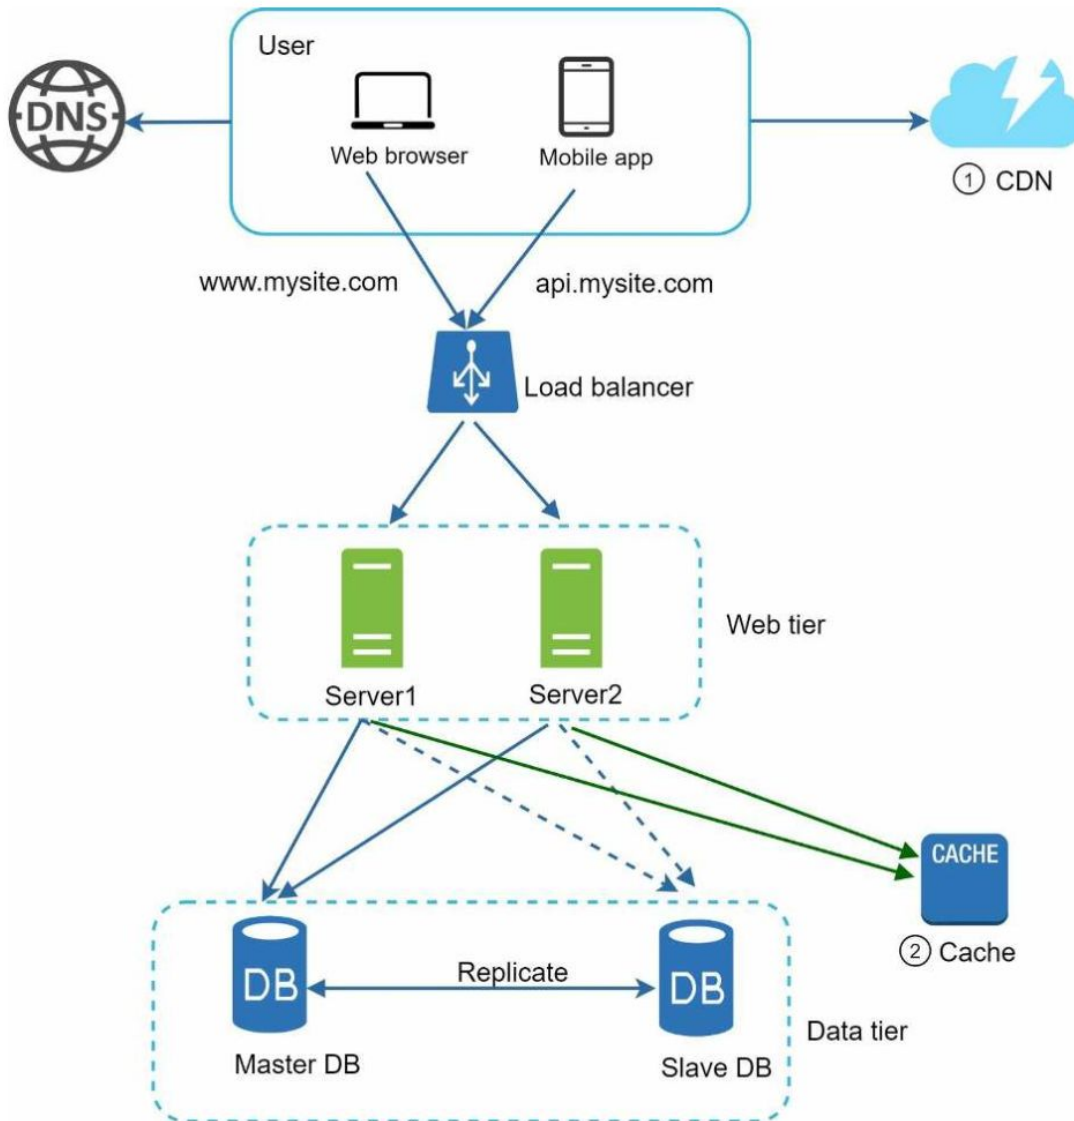 User
DNS
Web browser
Mobile app
1 CDN
www.mysite.com
api.mysite.com
Load balancer
Web tier
Server1
Server2
CACHE
2 Cache
DB
Replicate
DB
Data tier
Master DB
Slave DB